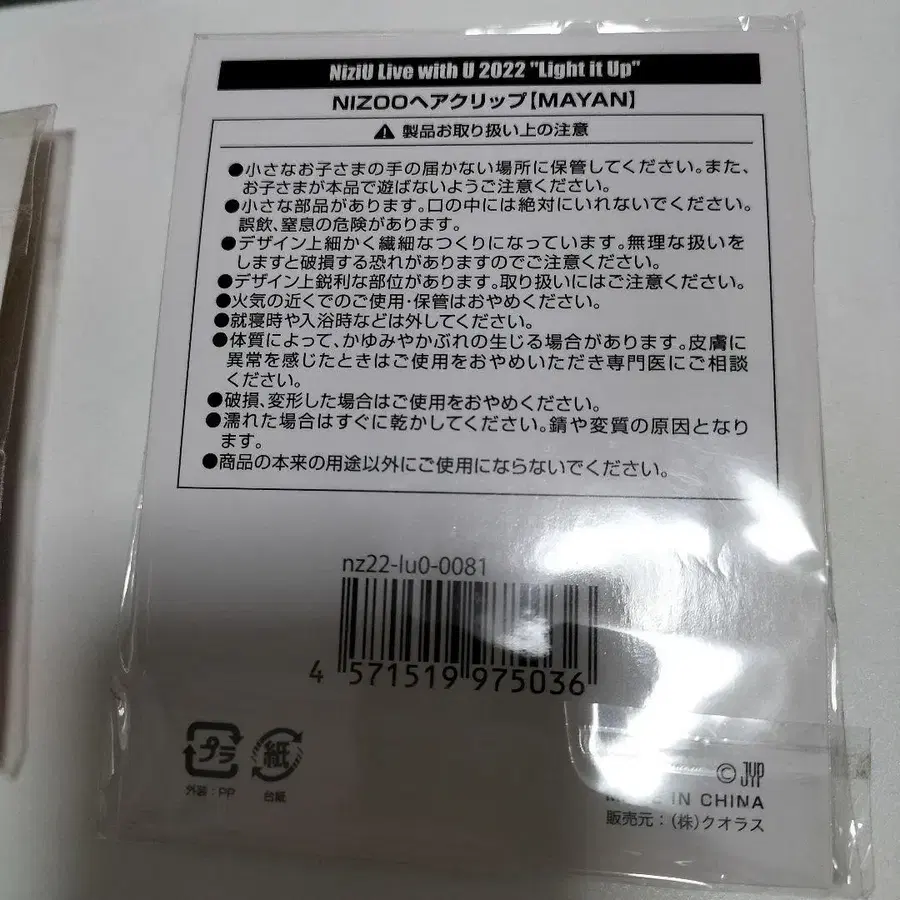 NiziU Live with U 2022 "Light it Up"
NIZOOヘアクリップ【MAYAN】
製品お取り扱い上の注意
●小さなお子さまの手の届かない場所に保管してください。また、
お子さまが本品で遊ばないようご注意ください。
●小さな部品があります。口の中には絶対にいれないでください。
誤飲、窒息の危険があります。
●デザイン上細かく繊細なつくりになっています。無理な扱いを
しますと破損する恐れがありますのでご注意ください。
●デザイン上鋭利な部位があります。取り扱いにはご注意ください。
●火気の近くでのご使用・保管はおやめください。
●就寝時や入浴時などは外してください。
●体質によって、かゆみやかぶれの生じる場合があります。皮膚に
異常を感じたときはご使用をおやめいただき専門医にご相談
ください。
●破損、変形した場合はご使用をおやめください。
●濡れた場合はすぐに乾かしてください。錆や変質の原因となり
ます。
●商品の本来の用途以外にご使用にならないでください。
nz22-lu0-0081
4 571519 975036
プラ 紙
外装：PP 台紙
©JYP
IN CHINA
販売元：（株）クオラス